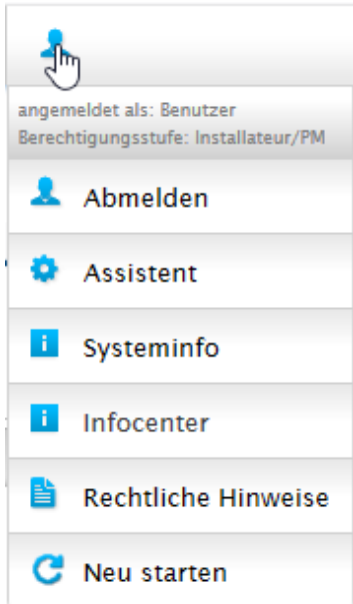 angemeldet als: Benutzer
Berechtigungsstufe: Installateur/PM
Abmelden
Assistent
Systeminfo
Infocenter
Rechtliche Hinweise
Neu starten